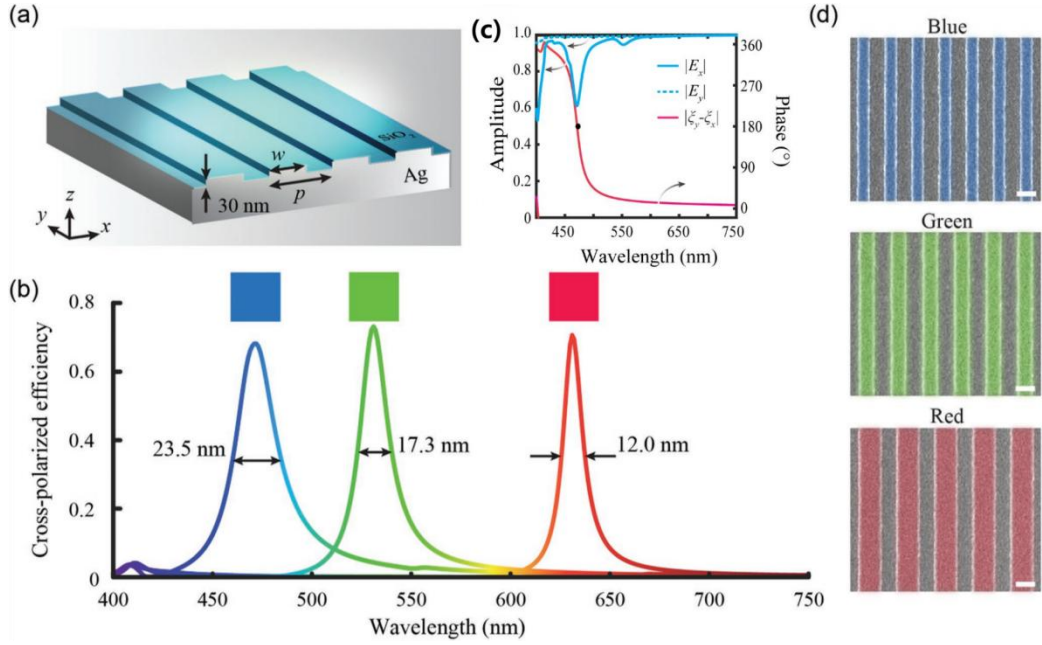 (a)
SiO₂
w
p
Ag
30 nm
z
y
x
(c)
1.0
0.8
0.6
0.4
0.2
0
Amplitude
|Eₓ|
|Eᵧ|
|ξᵧ-ξₓ|
360
270
180
90
0
Phase (°)
450
550
650
750
Wavelength (nm)
(b)
0.8
0.6
0.4
0.2
0
Cross-polarized efficiency
23.5 nm
17.3 nm
12.0 nm
400
450
500
550
600
650
700
750
Wavelength (nm)
(d)
Blue
Green
Red